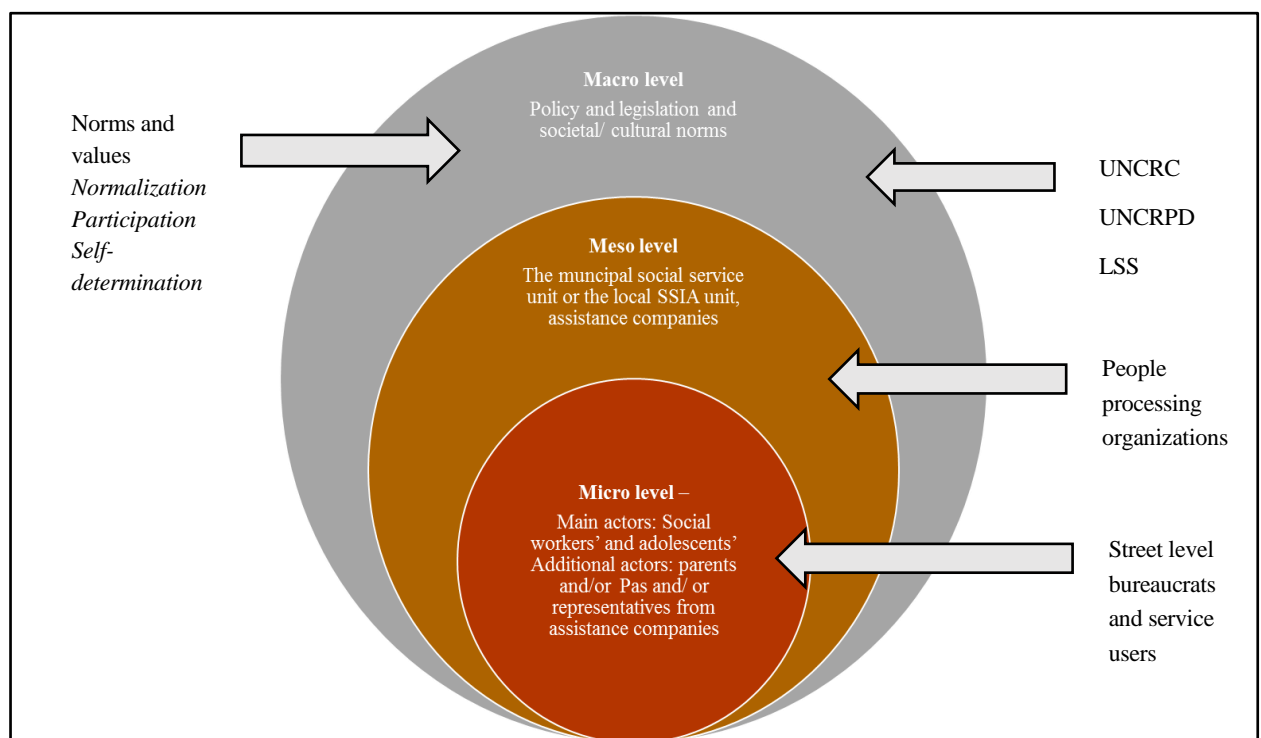 Macro level
Policy and legislation and
societal/ cultural norms
Norms and
values
Normalization
Participation
Self-
determination
UNCRC
UNCRPD
LSS
Meso level
The muncipal social service
unit or the local SSIA unit,
assistance companies
People
processing
organizations
Micro level –
Main actors: Social
workers’ and adolescents’
Additional actors: parents
and/or Pas and/ or
representatives from
assistance companies
Street level
bureaucrats
and service
users